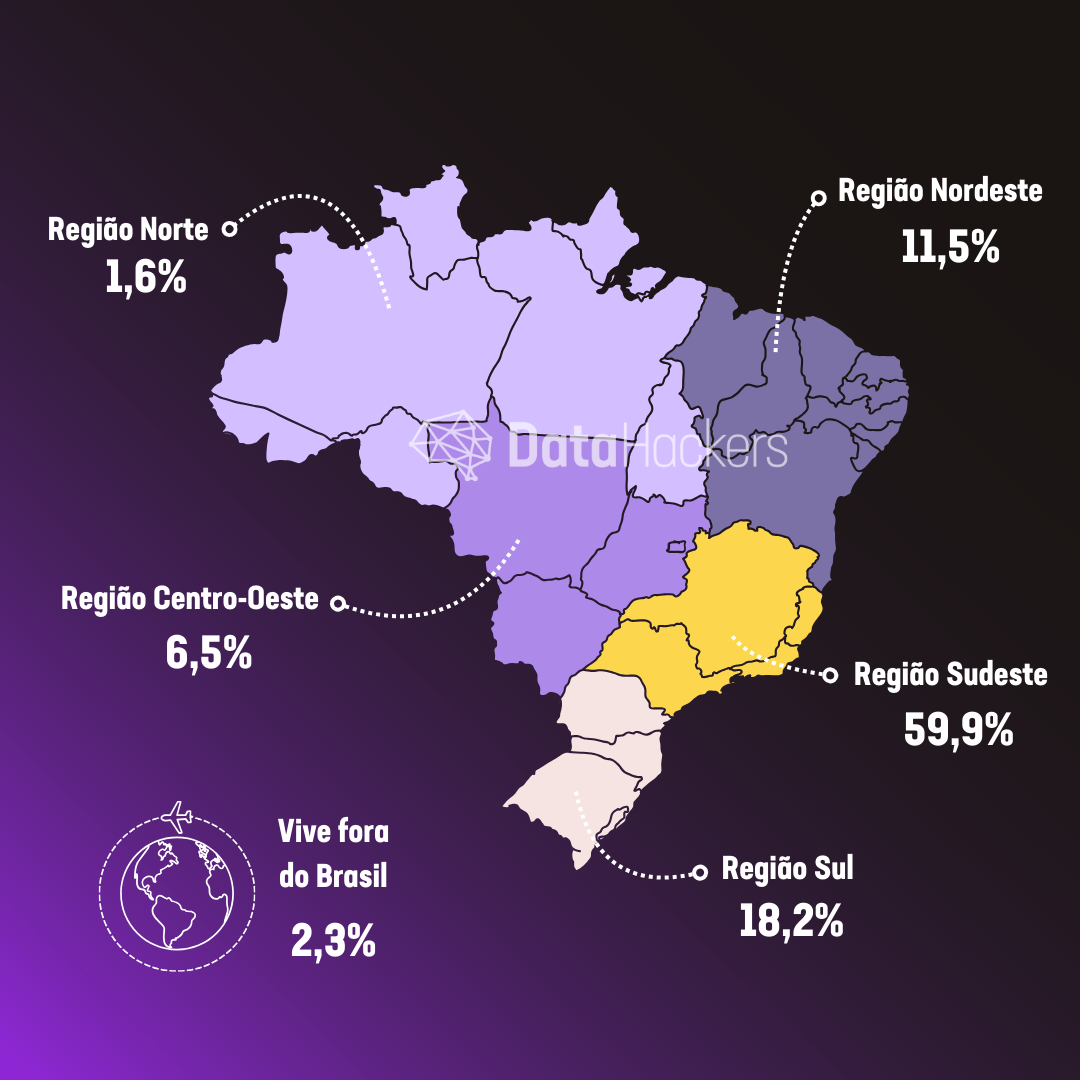 Região Nordeste
11,5%
Região Norte
1,6%
DataHackers
Região Centro-Oeste
6,5%
Região Sudeste
59,9%
Vive fora
do Brasil
2,3%
Região Sul
18,2%